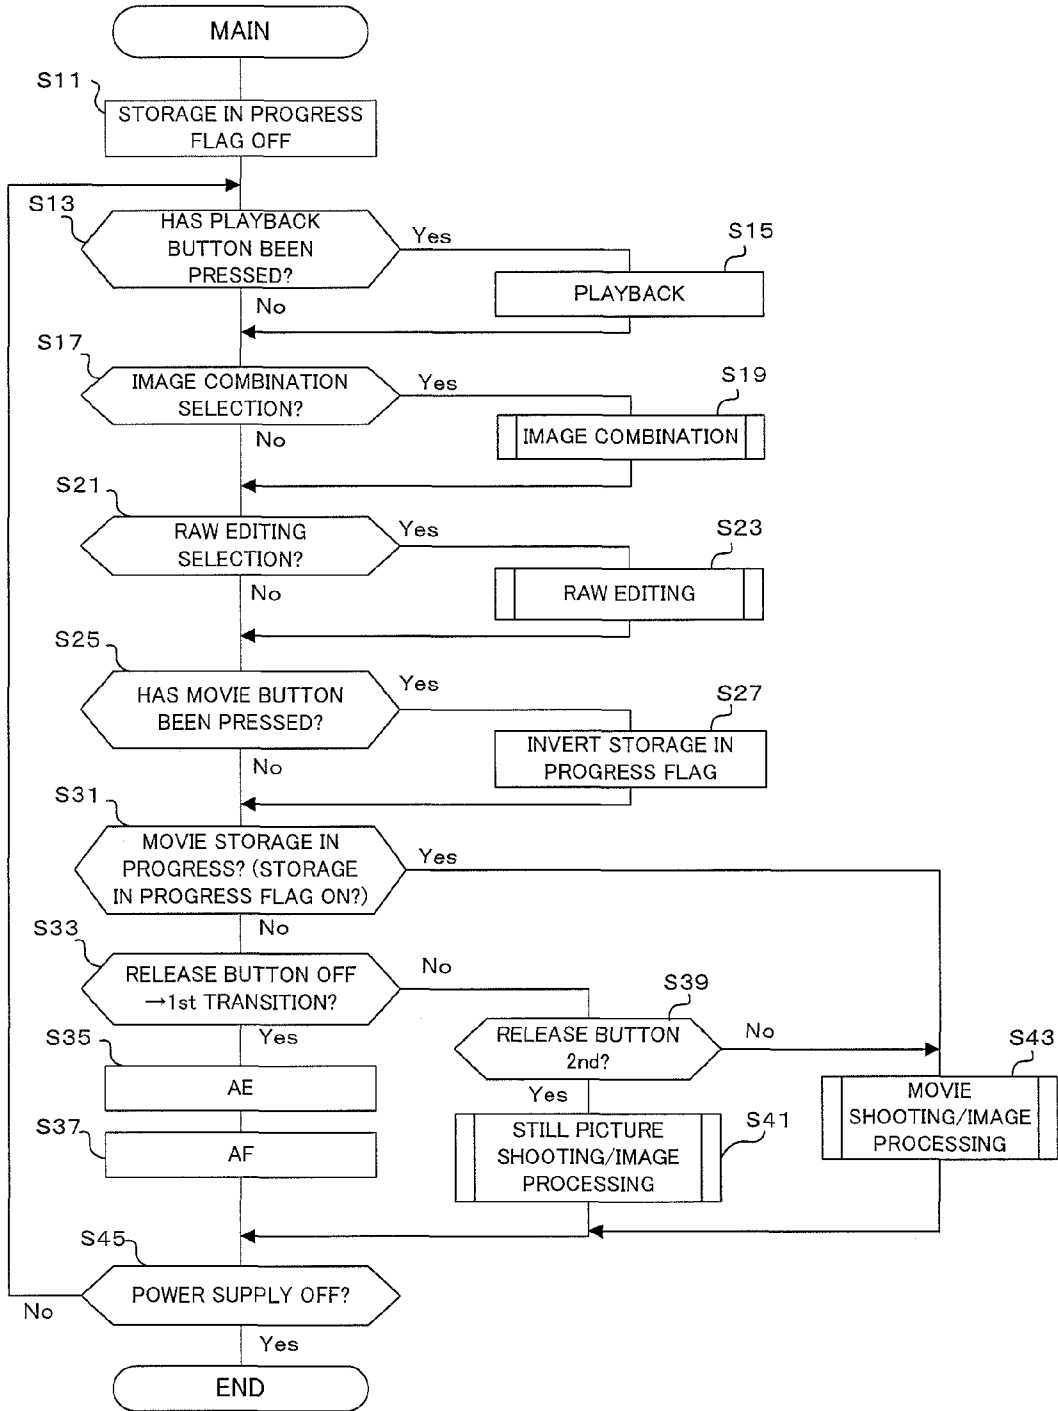 MAIN
S11
STORAGE IN PROGRESS
FLAG OFF
S13
HAS PLAYBACK
BUTTON BEEN
PRESSED?
Yes
No
S15
PLAYBACK
S17
IMAGE COMBINATION
SELECTION?
Yes
No
S19
IMAGE COMBINATION
S21
RAW EDITING
SELECTION?
Yes
No
S23
RAW EDITING
S25
HAS MOVIE BUTTON
BEEN PRESSED?
Yes
No
S27
INVERT STORAGE IN
PROGRESS FLAG
S31
MOVIE STORAGE IN
PROGRESS? (STORAGE
IN PROGRESS FLAG ON?)
Yes
No
S33
RELEASE BUTTON OFF
→1st TRANSITION?
No
Yes
S39
RELEASE BUTTON
2nd?
No
Yes
S35
AE
S37
AF
S41
STILL PICTURE
SHOOTING/IMAGE
PROCESSING
S43
MOVIE
SHOOTING/IMAGE
PROCESSING
S45
POWER SUPPLY OFF?
No
Yes
END